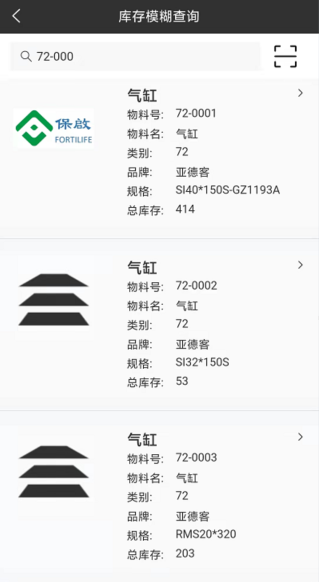 库存模糊查询
72-000
保啟
FORTILIFE
气缸
物料号: 72-0001
物料名: 气缸
类别: 72
品牌: 亚德客
规格: SI40*150S-GZ1193A
总库存: 414
气缸
物料号: 72-0002
物料名: 气缸
类别: 72
品牌: 亚德客
规格: SI32*150S
总库存: 53
气缸
物料号: 72-0003
物料名: 气缸
类别: 72
品牌: 亚德客
规格: RMS20*320
总库存: 203